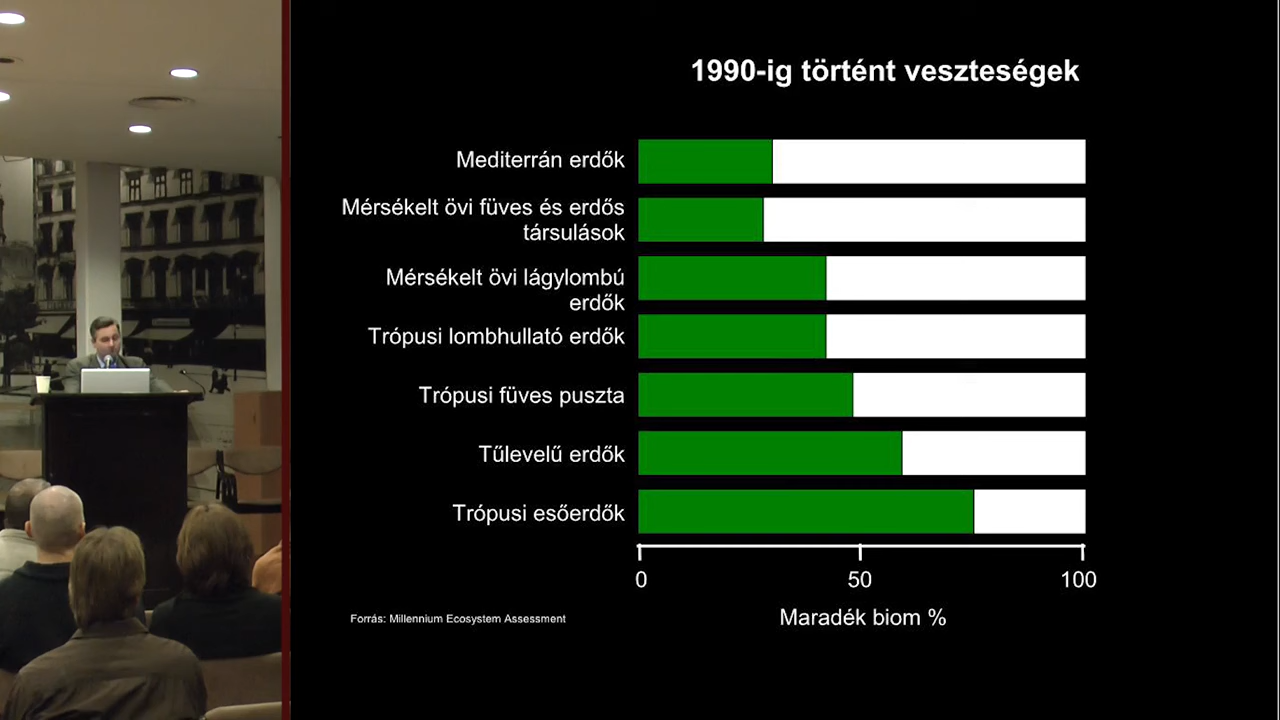 1990-ig történt veszteségek
Mediterrán erdők
Mérsékelt övi füves és erdős
társulások
Mérsékelt övi lágylombú
erdők
Trópusi lombhullató erdők
Trópusi füves puszta
Tűlevelű erdők
Trópusi esőerdők
0 50 100
Forrás: Millennium Ecosystem Assessment
Maradék biom %